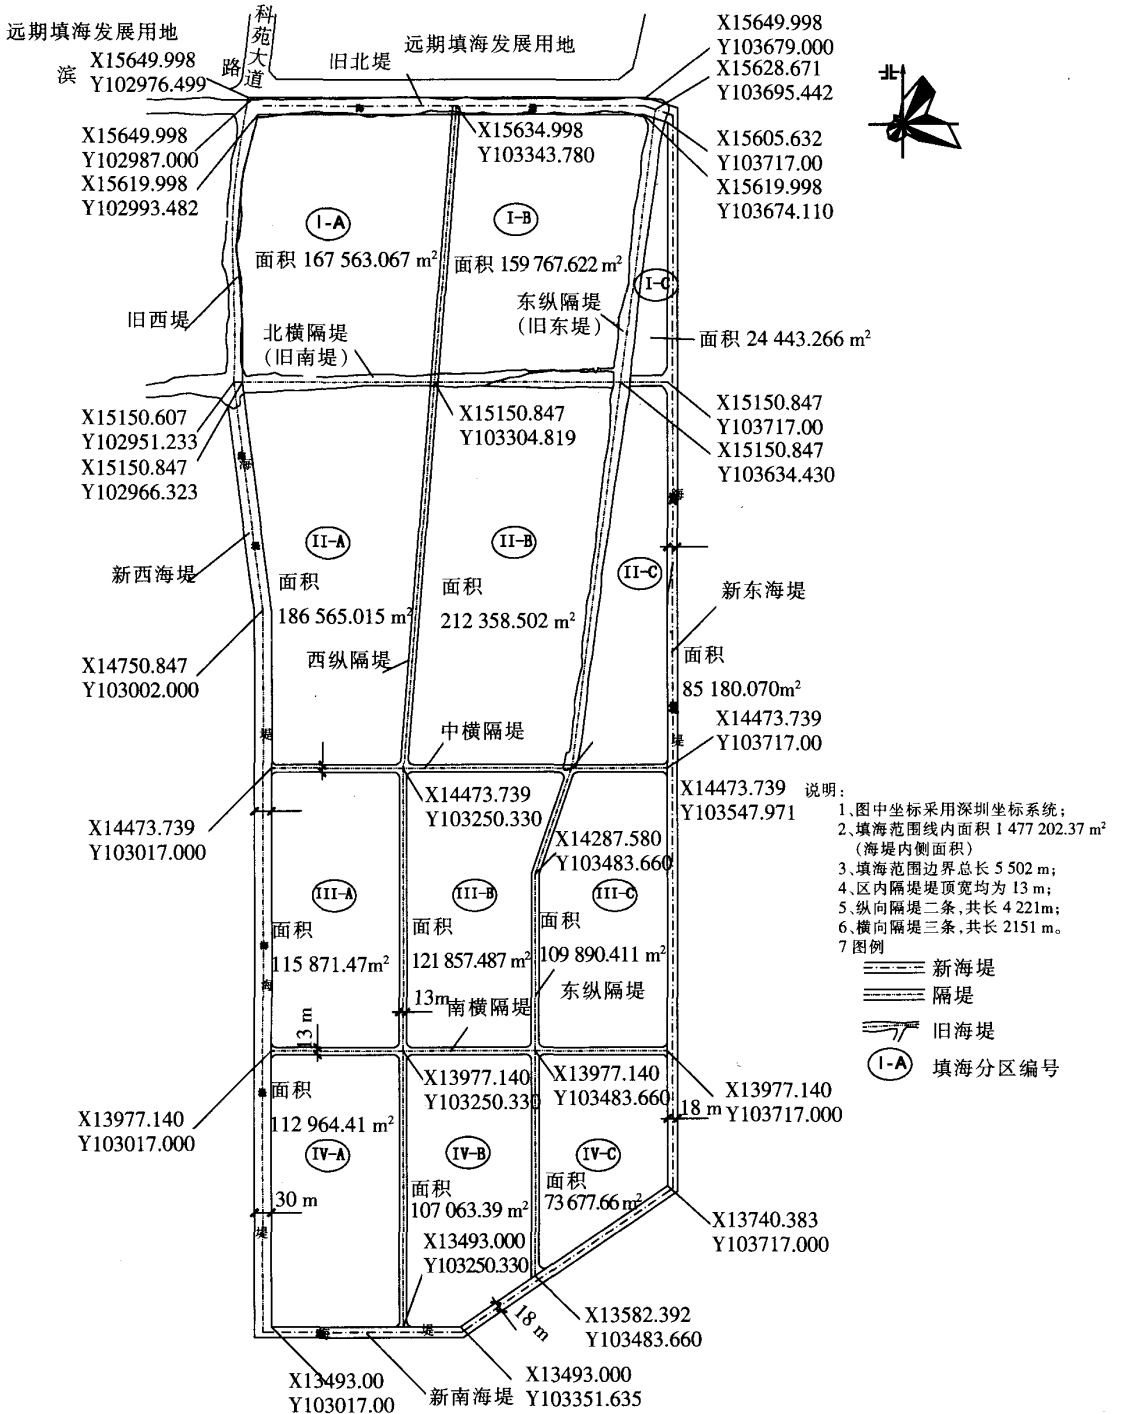 远期填海发展用地
科苑大道
远期填海发展用地
滨
路
旧北堤
X15649.998
Y102976.499
X15649.998
Y103679.000
X15628.671
Y103695.442
北
海
堤
X15649.998
Y102987.000
X15619.998
Y102993.482
X15634.998
Y103343.780
X15605.632
Y103717.00
X15619.998
Y103674.110
I-A
面积 167 563.067 m²
I-B
面积 159 767.622 m²
I-C
面积 24 443.266 m²
旧西堤
东纵隔堤
(旧东堤)
北横隔堤
(旧南堤)
X15150.607
Y102951.233
X15150.847
Y102966.323
X15150.847
Y103304.819
X15150.847
Y103717.00
X15150.847
Y103634.430
海
海
II-A
面积
186 565.015 m²
II-B
面积
212 358.502 m²
II-C
面积
85 180.070m²
新西海堤
新东海堤
西纵隔堤
X14750.847
Y103002.000
堤
堤
中横隔堤
X14473.739
Y103717.00
X14473.739
Y103017.000
X14473.739
Y103250.330
X14473.739
Y103547.971
X14287.580
Y103483.660
说明:
1、图中坐标采用深圳坐标系统;
2、填海范围线内面积 1 477 202.37 m²
(海堤内侧面积)
3、填海范围边界总长 5 502 m;
4、区内隔堤堤顶宽均为 13 m;
5、纵向隔堤二条,共长 4 221m;
6、横向隔堤三条,共长 2151 m。
7 图例
新海堤
隔堤
旧海堤
I-A
填海分区编号
III-A
面积
115 871.47m²
III-B
面积
121 857.487 m²
III-C
面积
109 890.411 m²
13m
13 m
南横隔堤
东纵隔堤
X13977.140
Y103017.000
X13977.140
Y103250.330
X13977.140
Y103483.660
X13977.140
Y103717.000
18 m
面积
112 964.41 m²
IV-A
IV-B
面积
107 063.39 m²
IV-C
面积
73 677.66 m²
30 m
堤
X13740.383
Y103717.000
X13493.000
Y103250.330
18 m
X13582.392
Y103483.660
堤
X13493.00
Y103017.00
新南海堤
X13493.000
Y103351.635